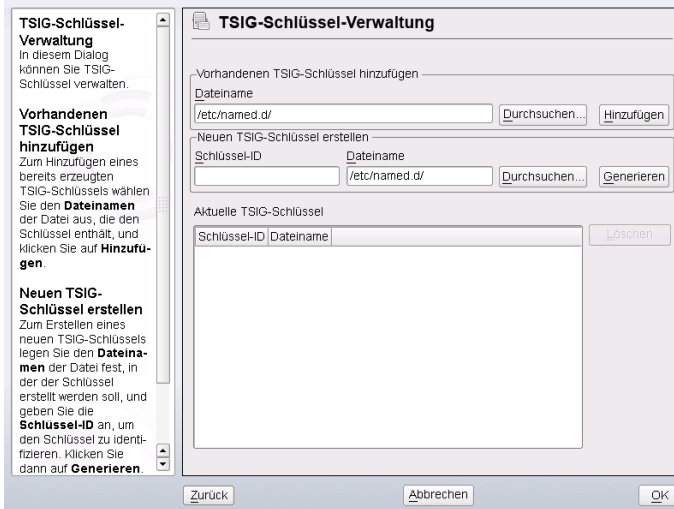 TSIG-Schlüssel-
Verwaltung
In diesem Dialog
können Sie TSIG-
Schlüssel verwalten.
Vorhandenen
TSIG-Schlüssel
hinzufügen
Zum Hinzufügen eines
bereits erzeugten
TSIG-Schlüssels wählen
Sie den Dateinamen
der Datei aus, die den
Schlüssel enthält, und
klicken Sie auf Hinzufü-
gen.
Neuen TSIG-
Schlüssel erstellen
Zum Erstellen eines
neuen TSIG-Schlüssels
legen Sie den Dateina-
men der Datei fest, in
der der Schlüssel
erstellt werden soll, und
geben Sie die
Schlüssel-ID an, um
den Schlüssel zu identi-
fizieren. Klicken Sie
dann auf Generieren.
TSIG-Schlüssel-Verwaltung
Vorhandenen TSIG-Schlüssel hinzufügen
Dateiname
/etc/named.d/ Durchsuchen... Hinzufügen
Neuen TSIG-Schlüssel erstellen
Schlüssel-ID Dateiname
/etc/named.d/ Durchsuchen... Generieren
Aktuelle TSIG-Schlüssel
Schlüssel-ID Dateiname Löschen
Zurück Abbrechen OK